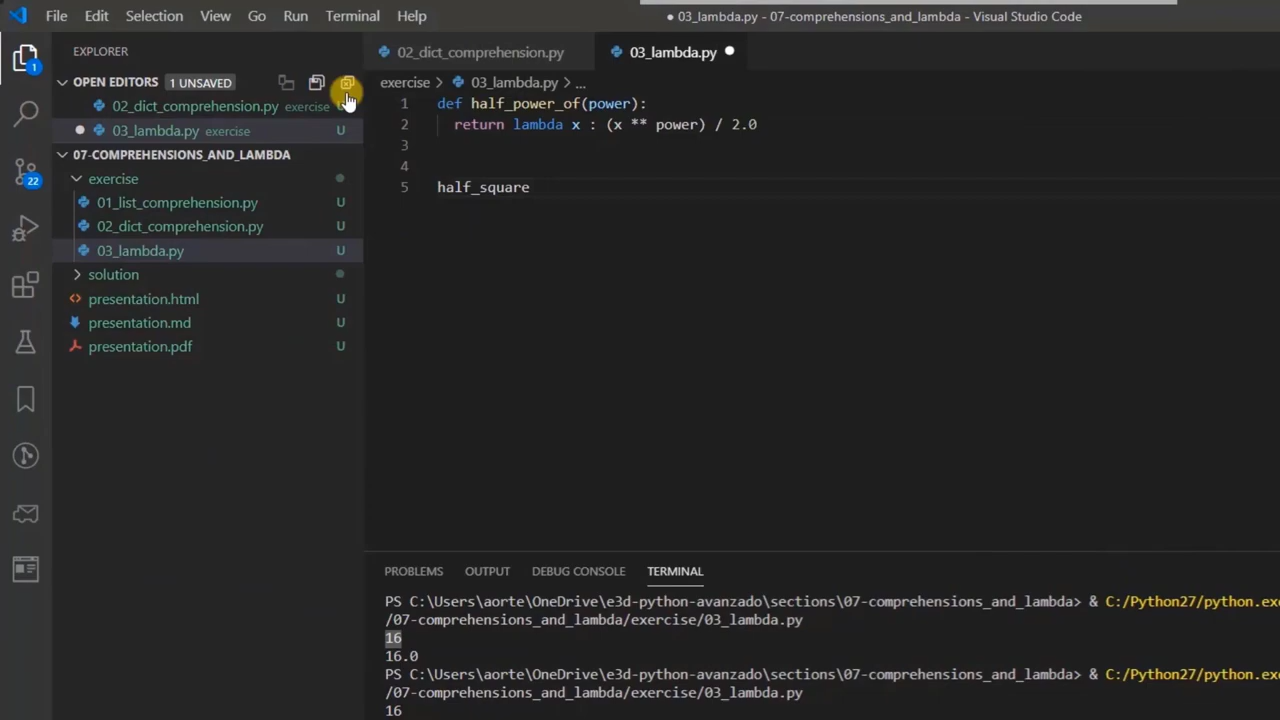 File Edit Selection View Go Run Terminal Help
● 03_lambda.py - 07-comprehensions_and_lambda - Visual Studio Code
EXPLORER
OPEN EDITORS 1 UNSAVED
02_dict_comprehension.py exercise
03_lambda.py exercise U
07-COMPREHENSIONS_AND_LAMBDA
exercise
01_list_comprehension.py U
02_dict_comprehension.py U
03_lambda.py U
solution
presentation.html U
presentation.md U
presentation.pdf U
1
22
02_dict_comprehension.py
03_lambda.py
exercise > 03_lambda.py > ...
1 def half_power_of(power):
2 return lambda x : (x ** power) / 2.0
3
4
5 half_square
PROBLEMS OUTPUT DEBUG CONSOLE TERMINAL
PS C:\Users\aorte\OneDrive\e3d-python-avanzado\sections\07-comprehensions_and_lambda> & C:/Python27/python.exe
/07-comprehensions_and_lambda/exercise/03_lambda.py
16
16.0
PS C:\Users\aorte\OneDrive\e3d-python-avanzado\sections\07-comprehensions_and_lambda> & C:/Python27/python.exe
/07-comprehensions_and_lambda/exercise/03_lambda.py
16